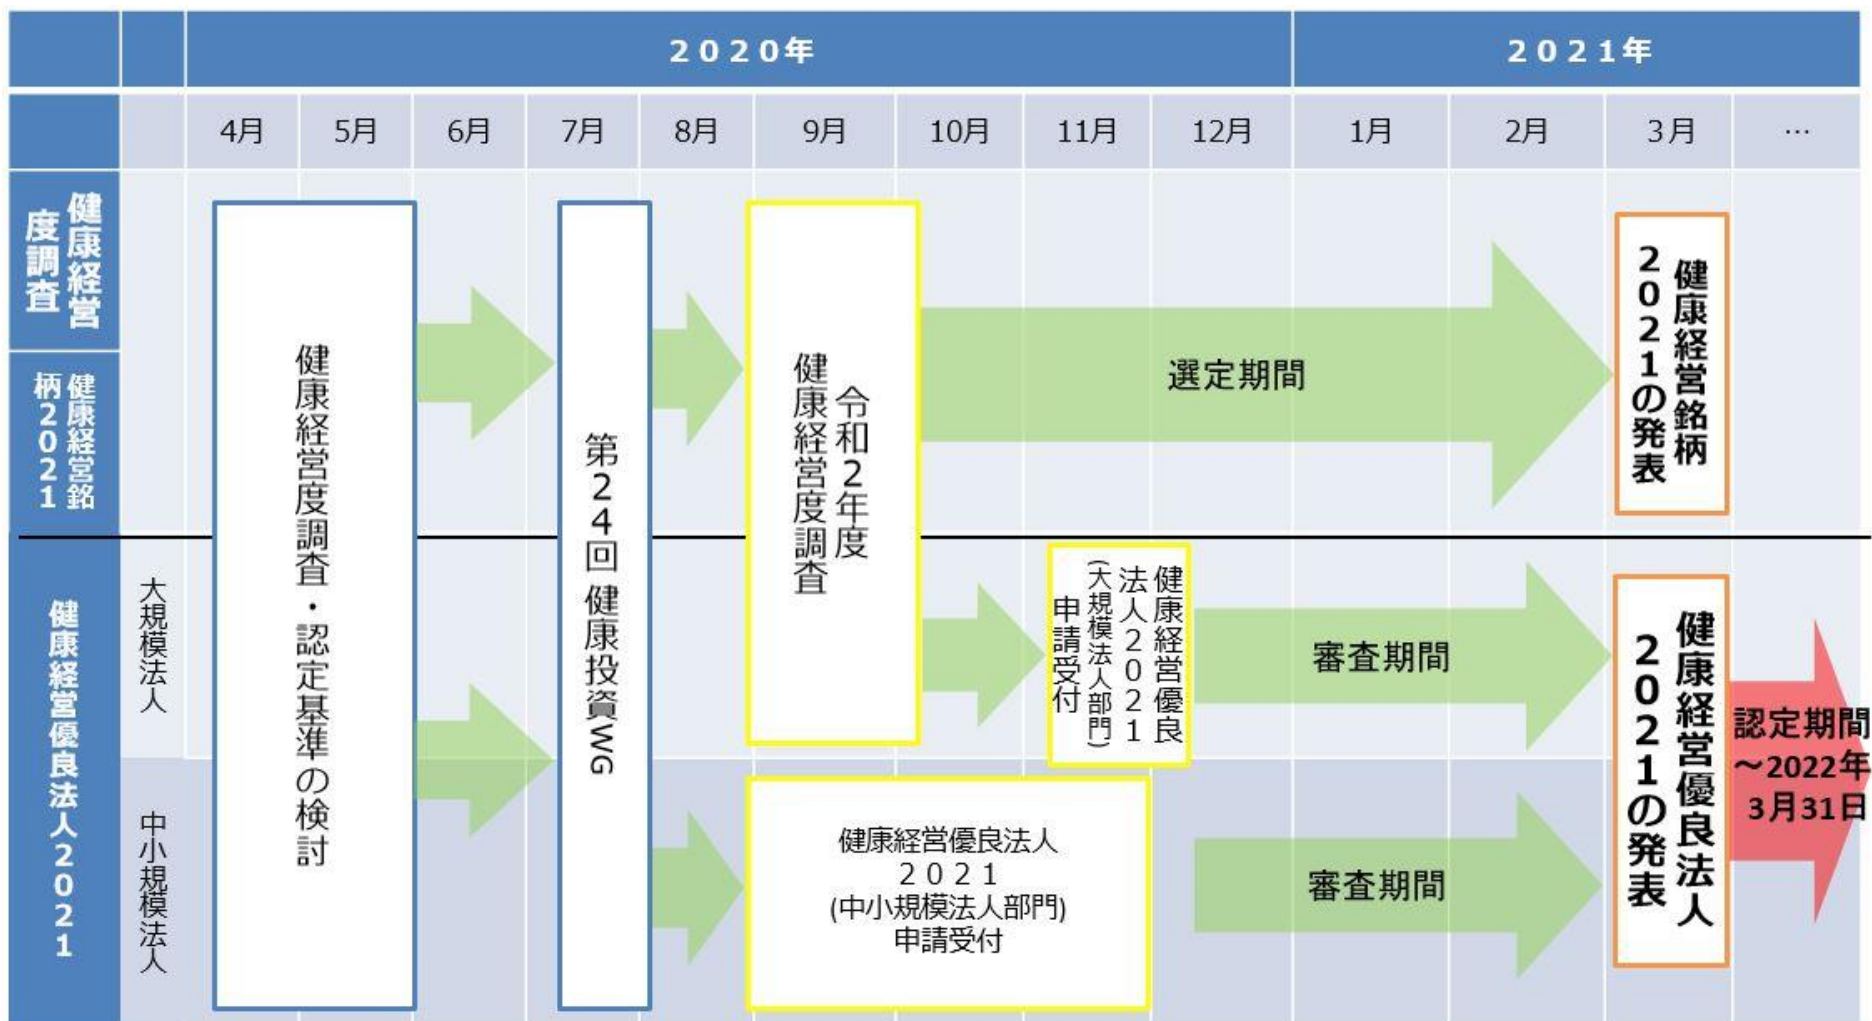 ２０２０年
２０２１年
4月
5月
6月
7月
8月
9月
10月
11月
12月
1月
2月
３月
…
健康経営
度調査
健康経営銘
柄２０２１
健康経営優良法人２０２１
大規模法人
中小規模法人
健康経営度調査・認定基準の検討
第２４回 健康投資WG
令和２年度
健康経営度調査
選定期間
健康経営銘柄
２０２１の発表
健康経営優良
法人２０２１
(大規模法人部門)
申請受付
審査期間
健康経営優良法人
２０２１
(中小規模法人部門)
申請受付
審査期間
健康経営優良法人
２０２１の発表
認定期間
～2022年
3月31日